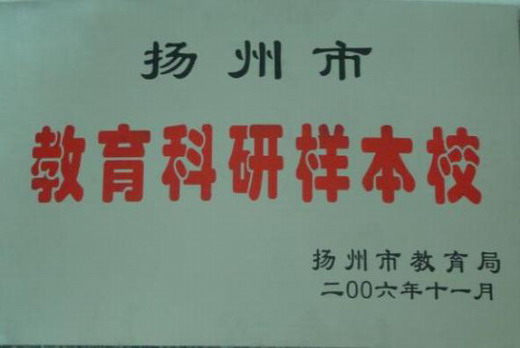 扬州市
教育科研样本校
扬州市教育局
二00六年十一月